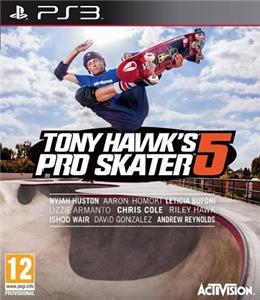 PS3
TONY HAWK'S
PRO SKATER 5
NYJAH HUSTON AARON HOMOKI LETICIA BUFONI
LIZZIE ARMANTO CHRIS COLE RILEY HAWK
ISHOD WAIR DAVID GONZALEZ ANDREW REYNOLDS
12
www.pegi.info
PROVISIONAL
ACTIVISION